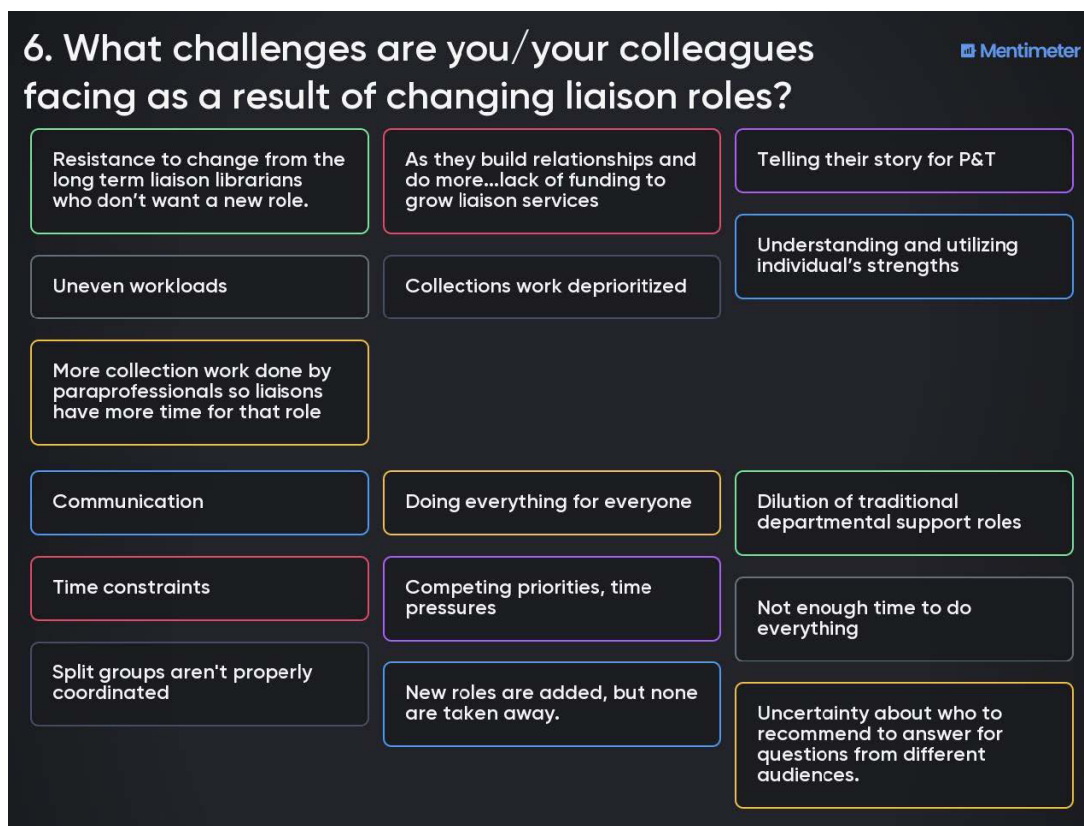 6. What challenges are you/your colleagues
facing as a result of changing liaison roles?
Mentimeter
Resistance to change from the
long term liaison librarians
who don’t want a new role.
As they build relationships and
do more...lack of funding to
grow liaison services
Telling their story for P&T
Understanding and utilizing
individual’s strengths
Uneven workloads
Collections work deprioritized
More collection work done by
paraprofessionals so liaisons
have more time for that role
Communication
Doing everything for everyone
Dilution of traditional
departmental support roles
Time constraints
Competing priorities, time
pressures
Not enough time to do
everything
Split groups aren't properly
coordinated
New roles are added, but none
are taken away.
Uncertainty about who to
recommend to answer for
questions from different
audiences.